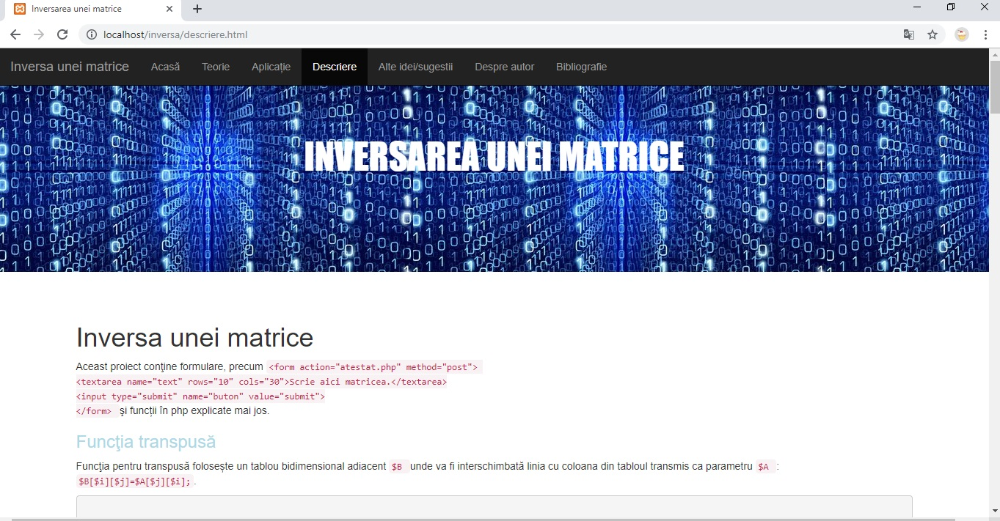 Inversarea unei matrice
localhost/inversa/descriere.html
Inversa unei matrice Acasă Teorie Aplicație Descriere Alte idei/sugestii Despre autor Bibliografie
INVERSAREA UNEI MATRICE
Inversa unei matrice
Aceast proiect conţine formulare, precum <form action="atestat.php" method="post">
<textarea name="text" rows="10" cols="30">Scrie aici matricea.</textarea>
<input type="submit" name="buton" value="submit">
</form> şi funcţii în php explicate mai jos.
Funcţia transpusă
Funcţia pentru transpusă folosește un tablou bidimensional adiacent $B unde va fi interschimbată linia cu coloana din tabloul transmis ca parametru $A :
$B[$i][$j]=$A[$j][$i]; .